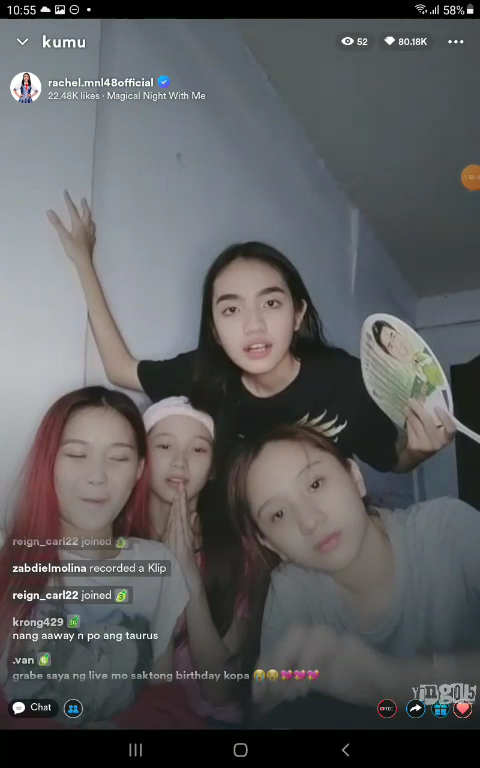 10:55
58%
kumu
52
80.18K
rachel.mnl48official
22.48K likes · Magical Night With Me
reign_carl22 joined
zabdielmolina recorded a Klip
reign_carl22 joined
krong429
nang aaway n po ang taurus
.van
grabe saya ng live mo saktong birthday kopa 😭😭💖💖💖
Chat